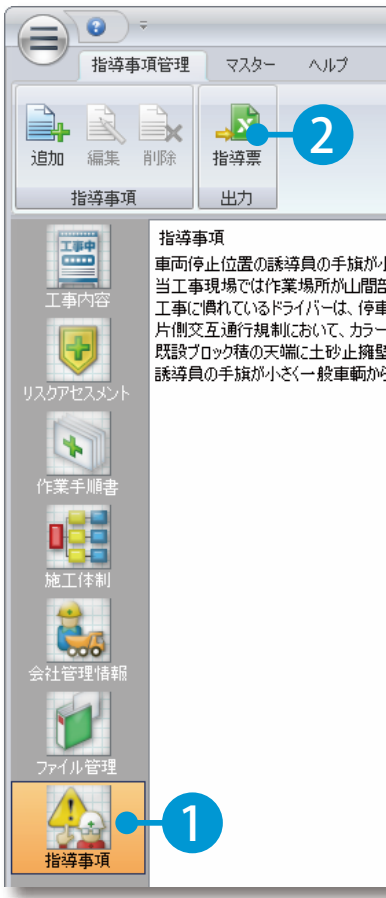 指導事項管理 マスター ヘルプ
追加 編集 削除 指導票
2
指導事項 出力
工事中
工事内容
リスクアセスメント
作業手順書
施工体制
会社管理情報
ファイル管理
指導事項
1
指導事項
車両停止位置の誘導員の手旗が
当工事現場では作業場所が山間部
工事に慣れているドライバーは、停車
片側交互通行規制において、カラー
既設ブロック積の天端に土砂止擁壁
誘導員の手旗が小さく一般車輌から